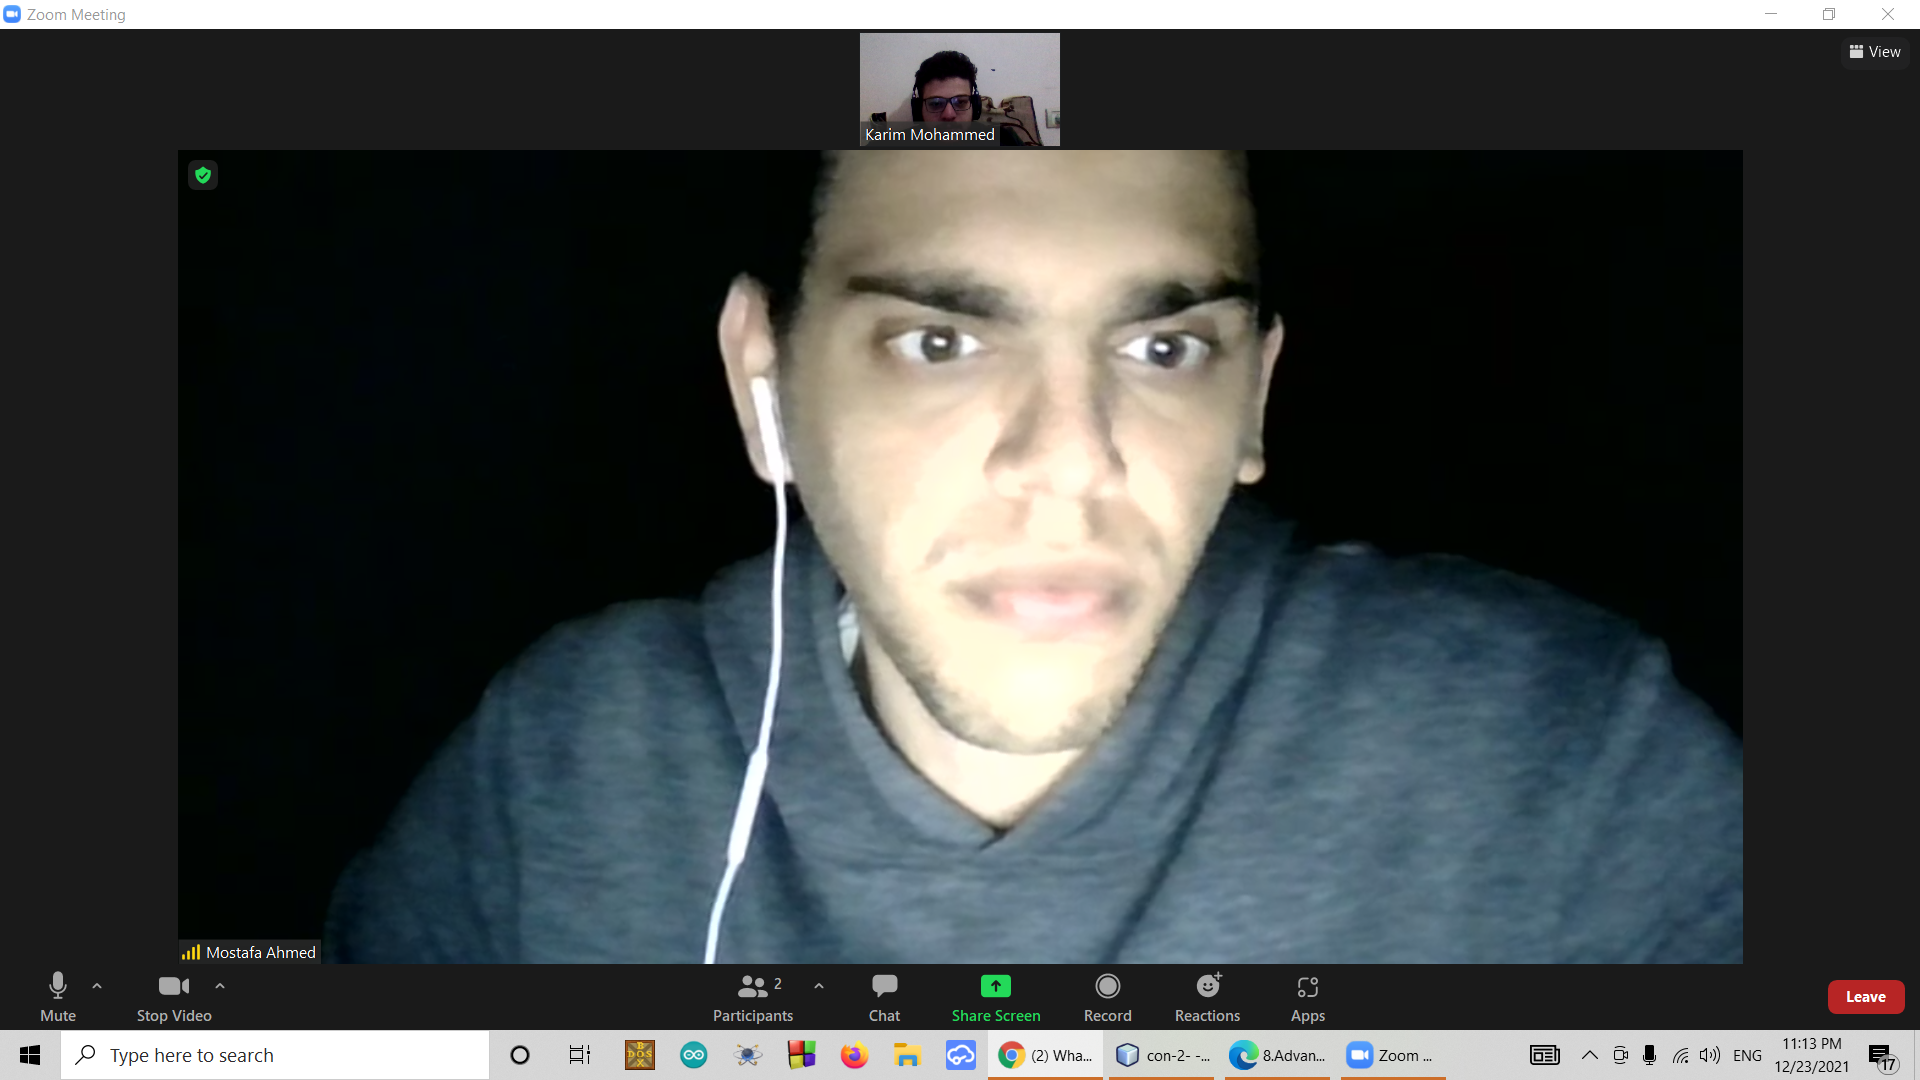 Zoom Meeting
View
Karim Mohammed
Mostafa Ahmed
Mute
Stop Video
2
Participants
Chat
Share Screen
Record
Reactions
Apps
Leave
Type here to search
BOX
DOS
(2) Wha...
con-2- -...
8.Advan...
Zoom ...
ENG
11:13 PM
12/23/2021
17